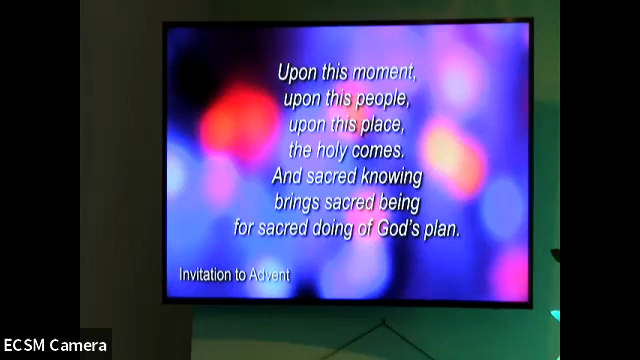 Upon this moment,
upon this people,
upon this place,
the holy comes.
And sacred knowing
brings sacred being
for sacred doing of God's plan.
Invitation to Advent
ECSM Camera